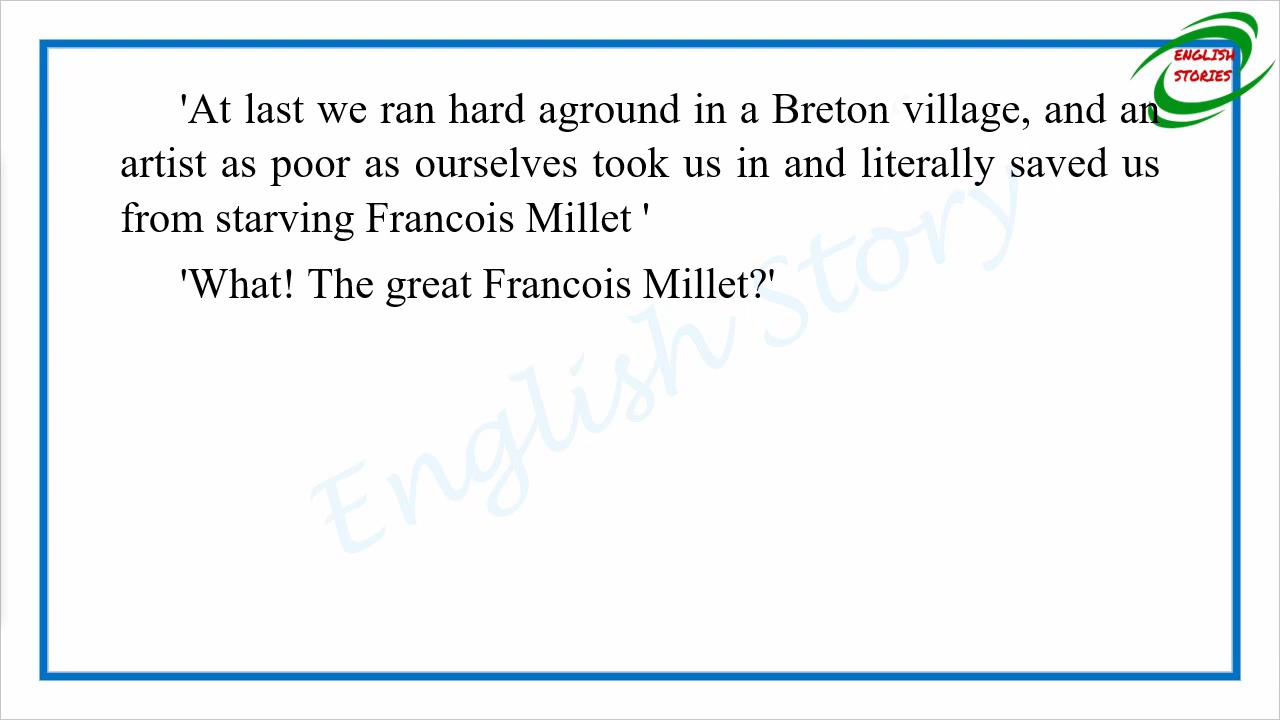 ENGLISH
STORIES
'At last we ran hard aground in a Breton village, and an
artist as poor as ourselves took us in and literally saved us
from starving Francois Millet '
'What! The great Francois Millet?'
English Story